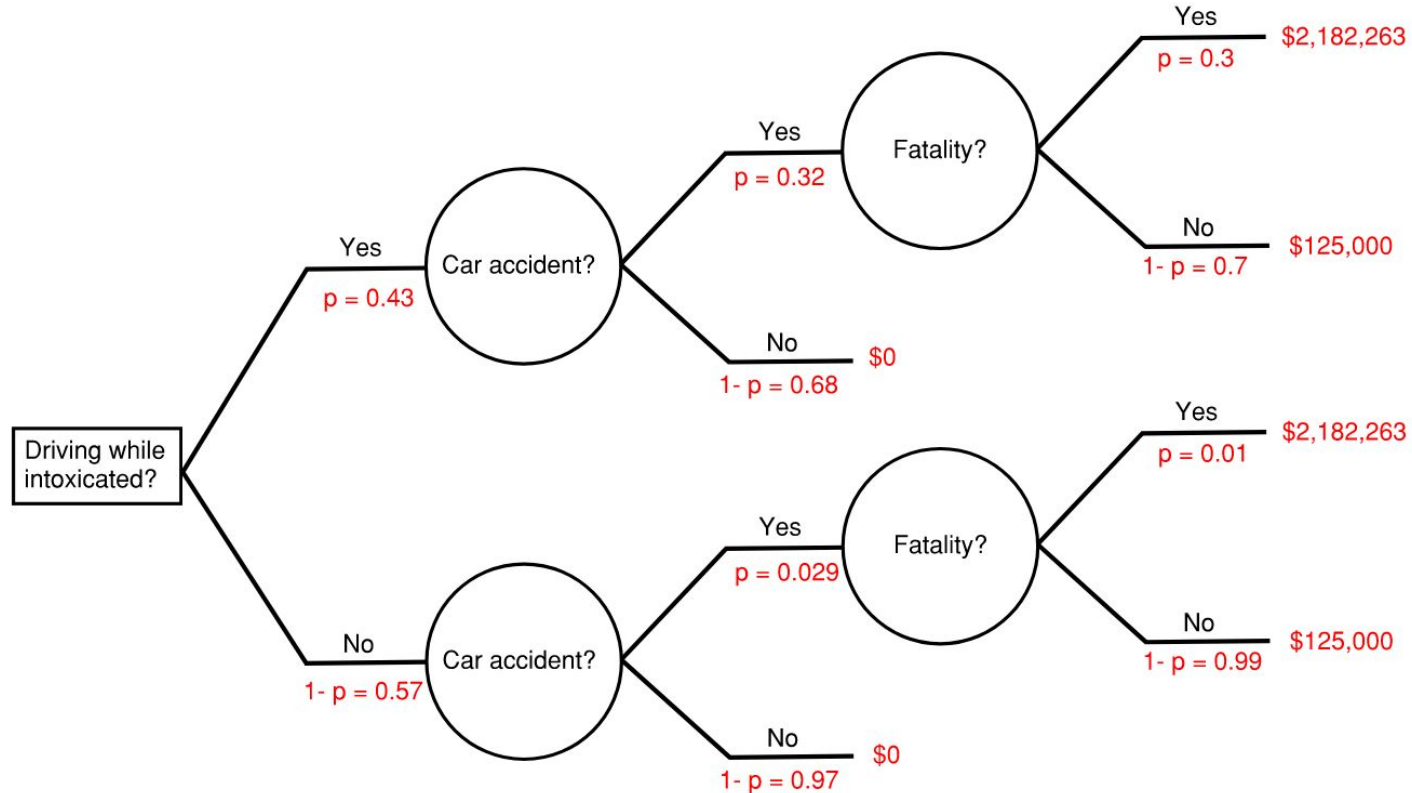 Yes
$2,182,263
p = 0.3
Yes
Fatality?
p = 0.32
No
$125,000
1- p = 0.7
Yes
Car accident?
p = 0.43
No
$0
1- p = 0.68
Driving while
intoxicated?
Yes
$2,182,263
p = 0.01
Yes
Fatality?
p = 0.029
No
$125,000
1- p = 0.99
No
Car accident?
1- p = 0.57
No
$0
1- p = 0.97